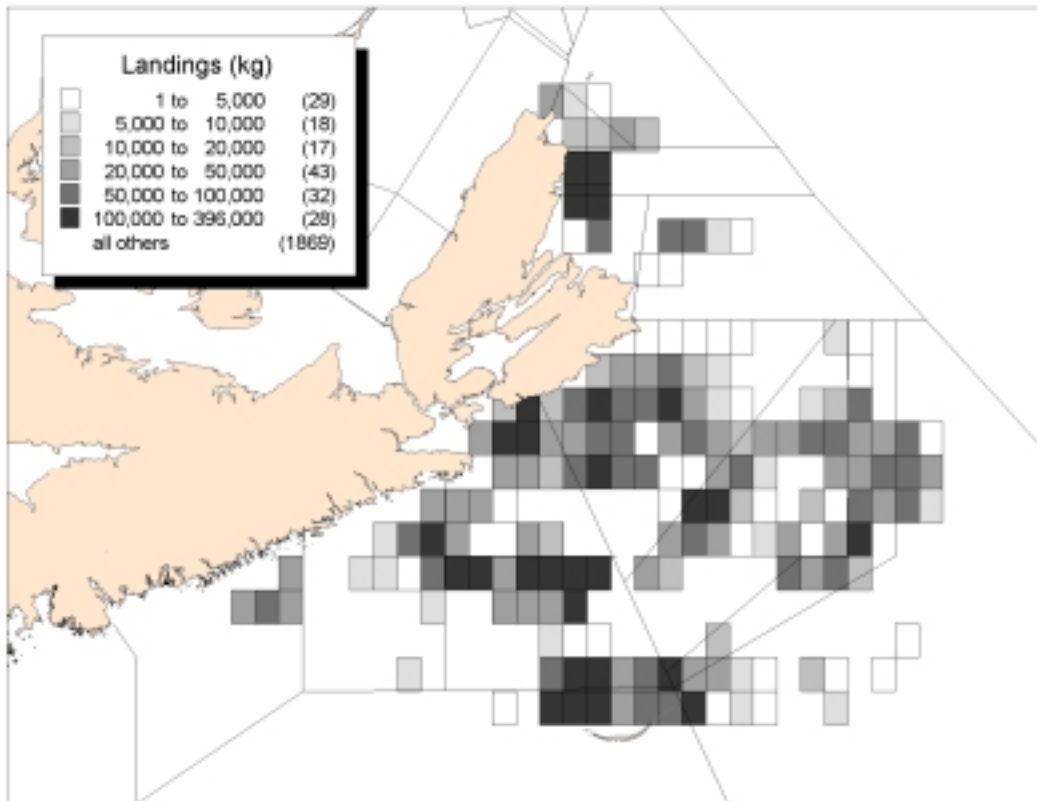 Landings (kg)
1 to 5,000 (29)
5,000 to 10,000 (18)
10,000 to 20,000 (17)
20,000 to 50,000 (43)
50,000 to 100,000 (32)
100,000 to 396,000 (28)
all others (1869)